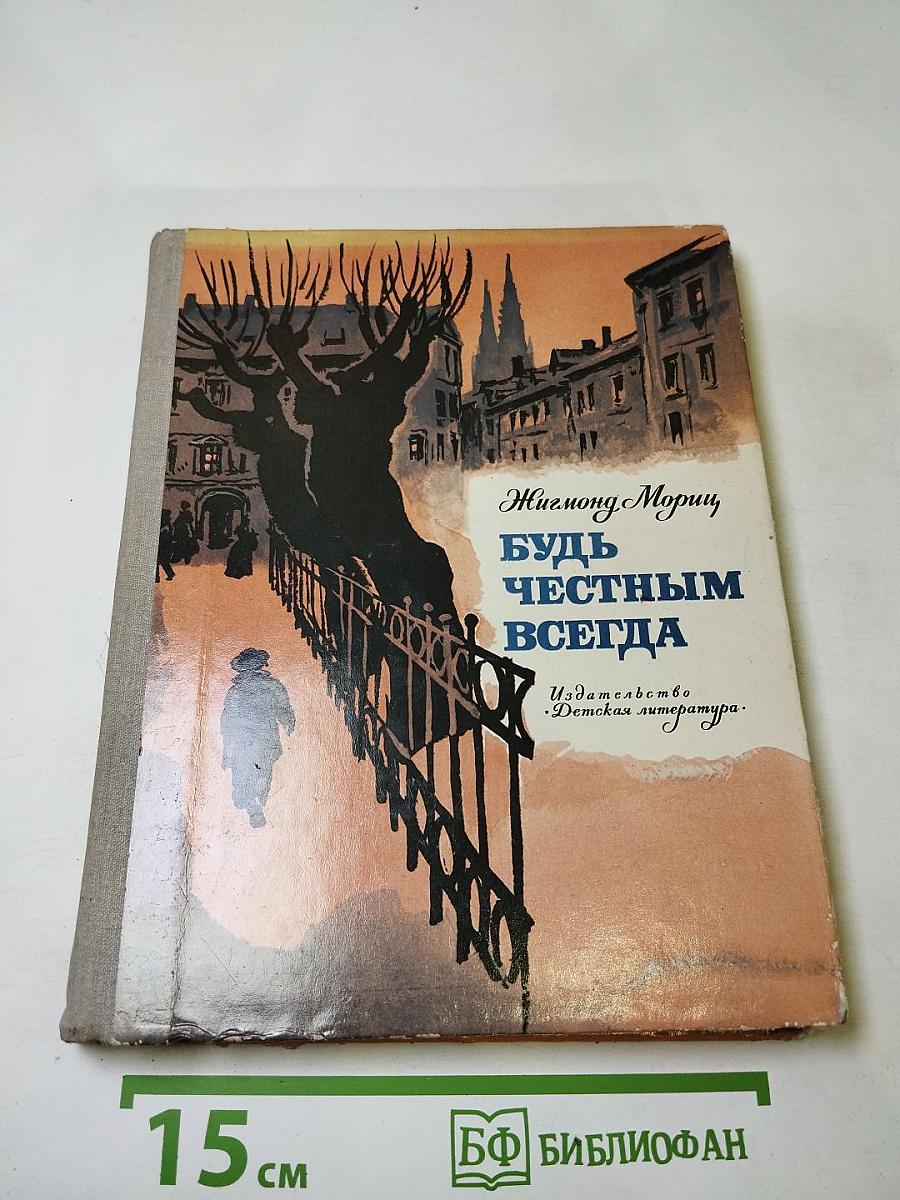 Жигмонд Мориц
БУДЬ
ЧЕСТНЫМ
ВСЕГДА
Издательство
·Детская литература·
15 см
БФ БИБЛИОФАН